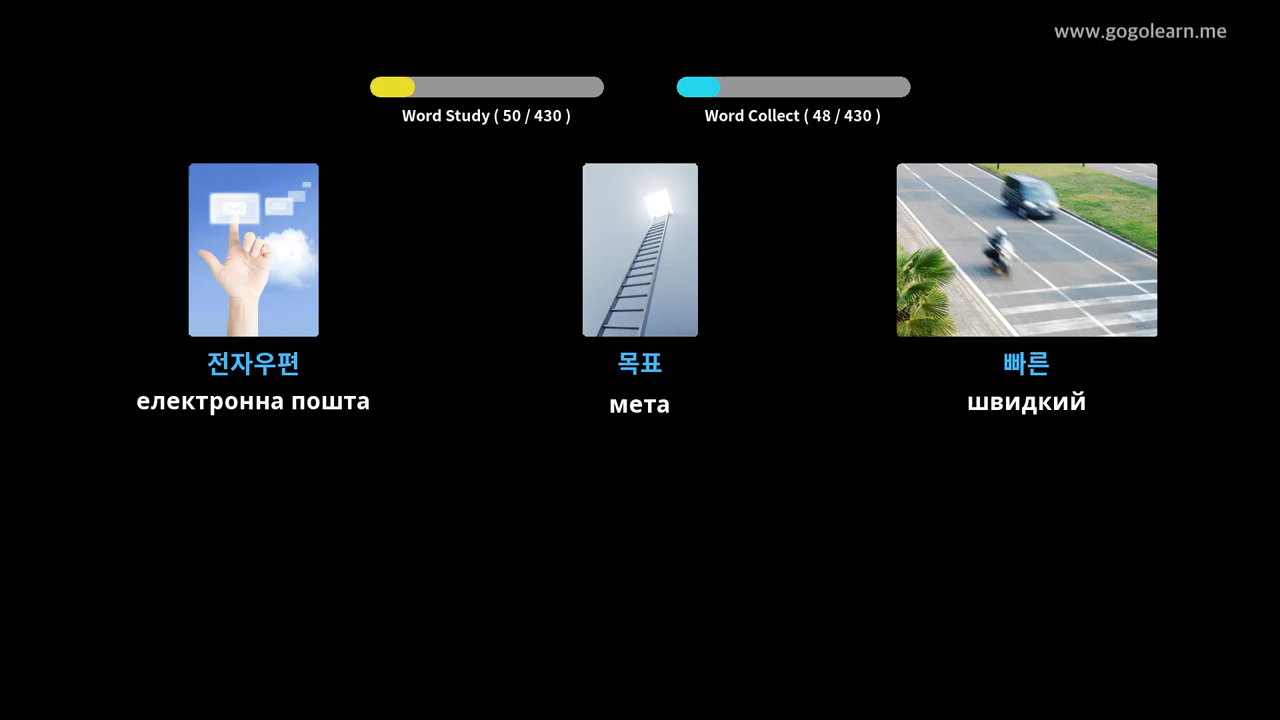 www.gogolearn.me
Word Study ( 50 / 430 )
Word Collect ( 48 / 430 )
전자우편
목표
빠른
електронна пошта
мета
швидкий